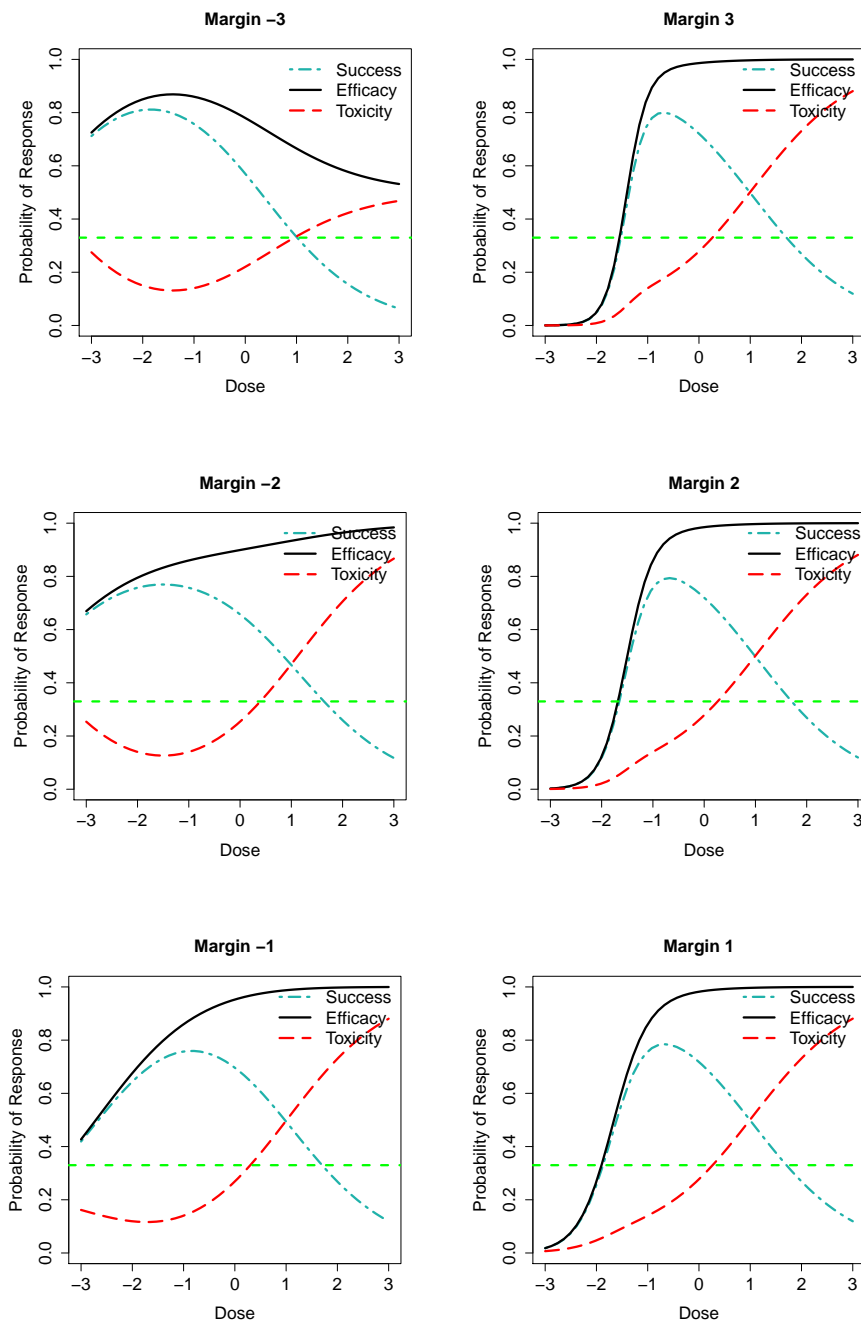 Margin −3
Probability of Response
1.0
0.8
0.6
0.4
0.2
0.0
Success
Efficacy
Toxicity
−3 −2 −1 0 1 2 3
Dose
Margin 3
Probability of Response
1.0
0.8
0.6
0.4
0.2
0.0
Success
Efficacy
Toxicity
−3 −2 −1 0 1 2 3
Dose
Margin −2
Probability of Response
1.0
0.8
0.6
0.4
0.2
0.0
Success
Efficacy
Toxicity
−3 −2 −1 0 1 2 3
Dose
Margin 2
Probability of Response
1.0
0.8
0.6
0.4
0.2
0.0
Success
Efficacy
Toxicity
−3 −2 −1 0 1 2 3
Dose
Margin −1
Probability of Response
1.0
0.8
0.6
0.4
0.2
0.0
Success
Efficacy
Toxicity
−3 −2 −1 0 1 2 3
Dose
Margin 1
Probability of Response
1.0
0.8
0.6
0.4
0.2
0.0
Success
Efficacy
Toxicity
−3 −2 −1 0 1 2 3
Dose